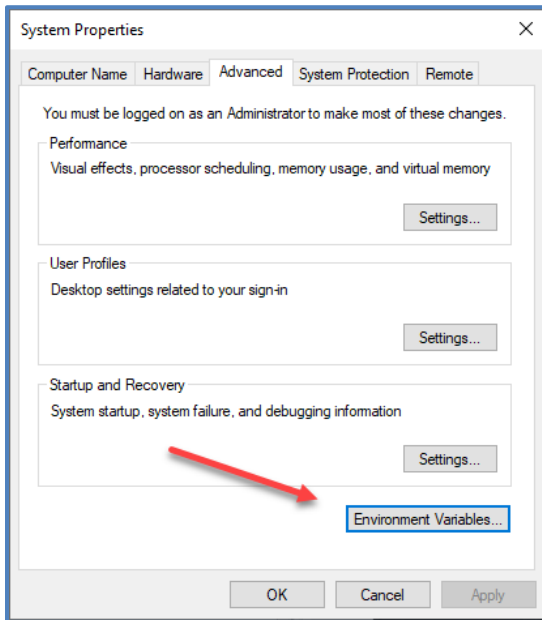 System Properties
Computer Name Hardware Advanced System Protection Remote
You must be logged on as an Administrator to make most of these changes.
Performance
Visual effects, processor scheduling, memory usage, and virtual memory
Settings...
User Profiles
Desktop settings related to your sign-in
Settings...
Startup and Recovery
System startup, system failure, and debugging information
Settings...
Environment Variables...
OK Cancel Apply